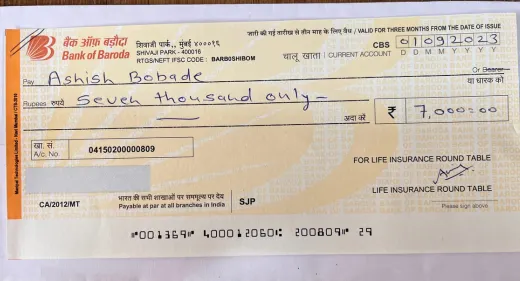 जारी की गई तारीख से तीन माह के लिए वैध / VALID FOR THREE MONTHS FROM THE DATE OF ISSUE
बैंक ऑफ़ बड़ौदा
Bank of Baroda
शिवाजी पार्क,, मुंबई ४०००१६
SHIVAJI PARK - 400016
RTGS/NEFT IFSC CODE : BARB0SHIBOM
चालू खाता | CURRENT ACCOUNT
CBS 01092023
D D M M Y Y Y Y
Pay Ashish Bobade Or Bearer
या धारक को
Rupees रुपये Seven thousand only —
अदा करें ₹ 7,000=00
खा. सं.
A/c. No. 04150200000809
FOR LIFE INSURANCE ROUND TABLE
LIFE INSURANCE ROUND TABLE
Please sign above
CA/2012/MT
भारत की सभी शाखाओं पर सममूल्य पर देय
Payable at par at all branches in India
SJP
⑈001369⑈ 400012060⑆ 200809⑈ 29